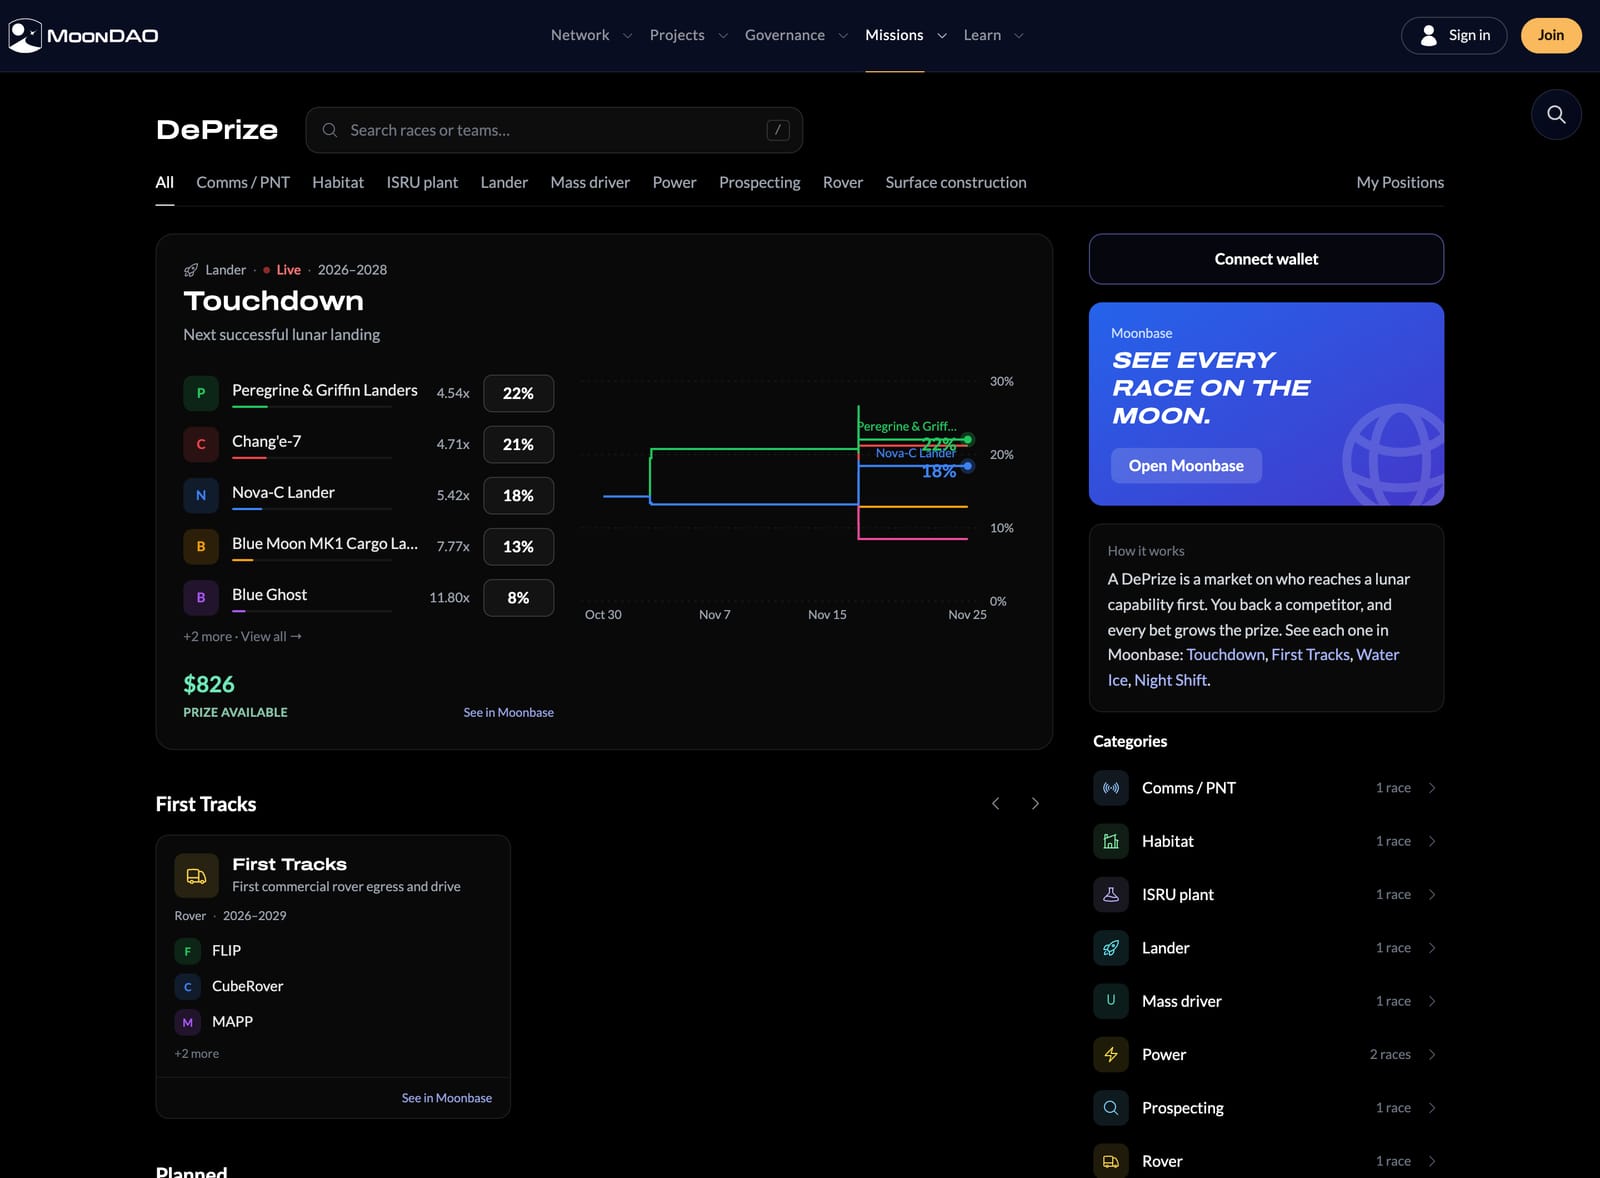 MOONDAO
Network
Projects
Governance
Missions
Learn
Sign in
Join
DePrize
Search races or teams...
/
All
Comms / PNT
Habitat
ISRU plant
Lander
Mass driver
Power
Prospecting
Rover
Surface construction
My Positions
Lander · Live · 2026–2028
Touchdown
Next successful lunar landing
P Peregrine & Griffin Landers 4.54x 22%
C Chang'e-7 4.71x 21%
N Nova-C Lander 5.42x 18%
B Blue Moon MK1 Cargo La... 7.77x 13%
B Blue Ghost 11.80x 8%
+2 more · View all →
$826
PRIZE AVAILABLE
See in Moonbase
30%
20%
10%
0%
Peregrine & Griff...
22%
Nova-C Lander
18%
Oct 30
Nov 7
Nov 15
Nov 25
Connect wallet
Moonbase
SEE EVERY
RACE ON THE
MOON.
Open Moonbase
How it works
A DePrize is a market on who reaches a lunar
capability first. You back a competitor, and
every bet grows the prize. See each one in
Moonbase: Touchdown, First Tracks, Water
Ice, Night Shift.
First Tracks
First Tracks
First commercial rover egress and drive
Rover · 2026–2029
F FLIP
C CubeRover
M MAPP
+2 more
See in Moonbase
Planned
Categories
Comms / PNT 1 race
Habitat 1 race
ISRU plant 1 race
Lander 1 race
U Mass driver 1 race
Power 2 races
Prospecting 1 race
Rover 1 race